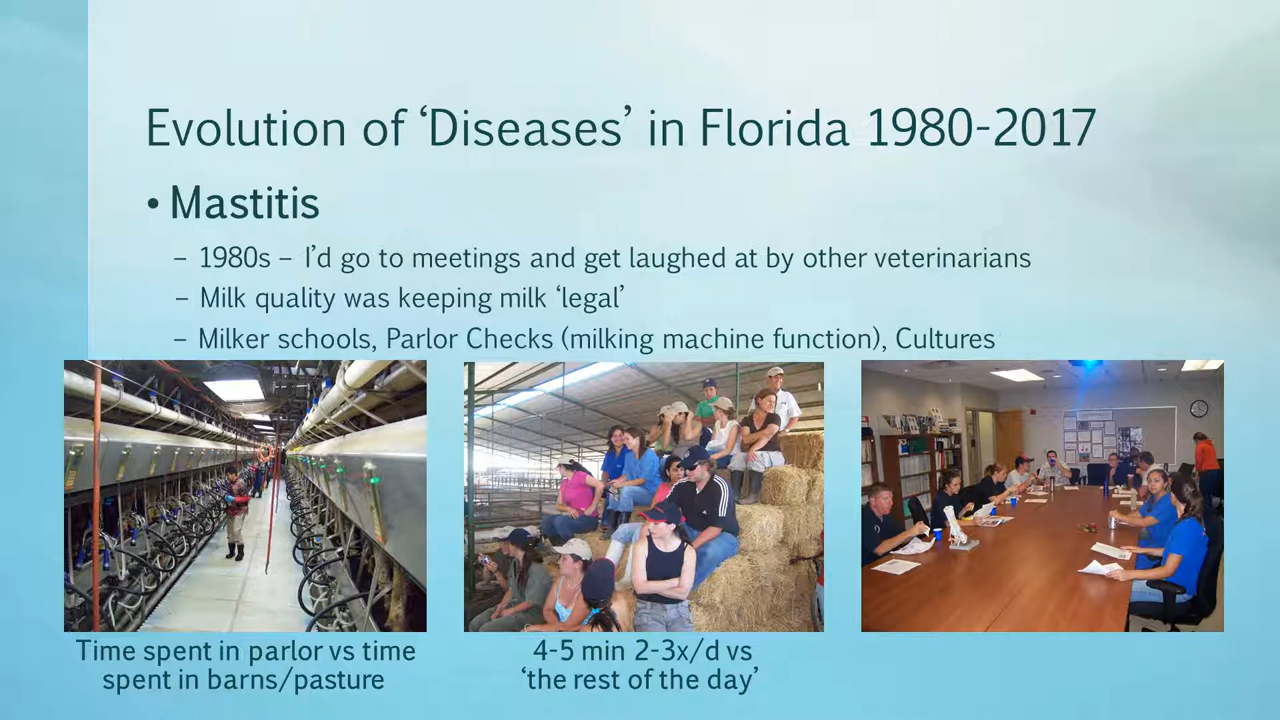 Evolution of ‘Diseases’ in Florida 1980-2017
• Mastitis
– 1980s – I’d go to meetings and get laughed at by other veterinarians
– Milk quality was keeping milk ‘legal’
– Milker schools, Parlor Checks (milking machine function), Cultures
Time spent in parlor vs time
spent in barns/pasture
4-5 min 2-3x/d vs
‘the rest of the day’